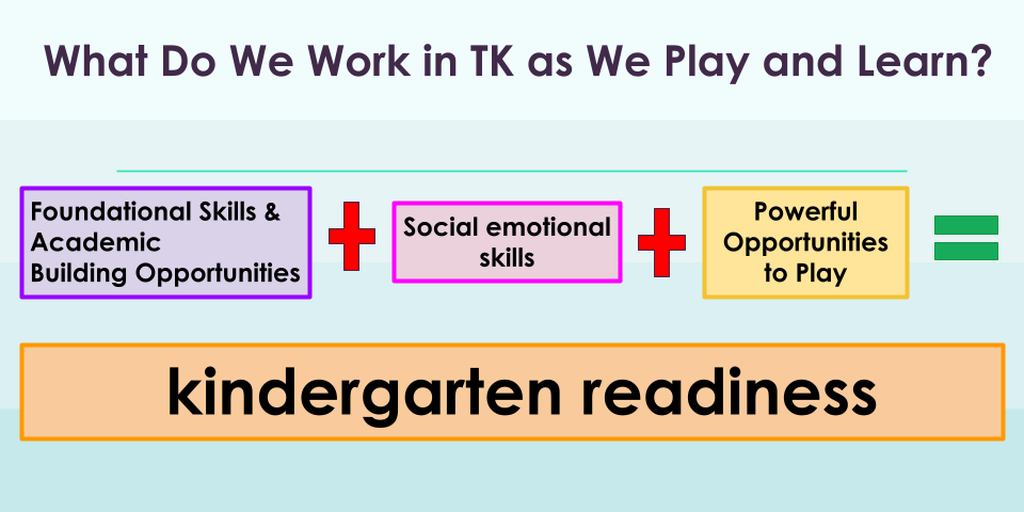 What Do We Work in TK as We Play and Learn?
Foundational Skills &
Academic
Building Opportunities
Social emotional
skills
Powerful
Opportunities
to Play
kindergarten readiness